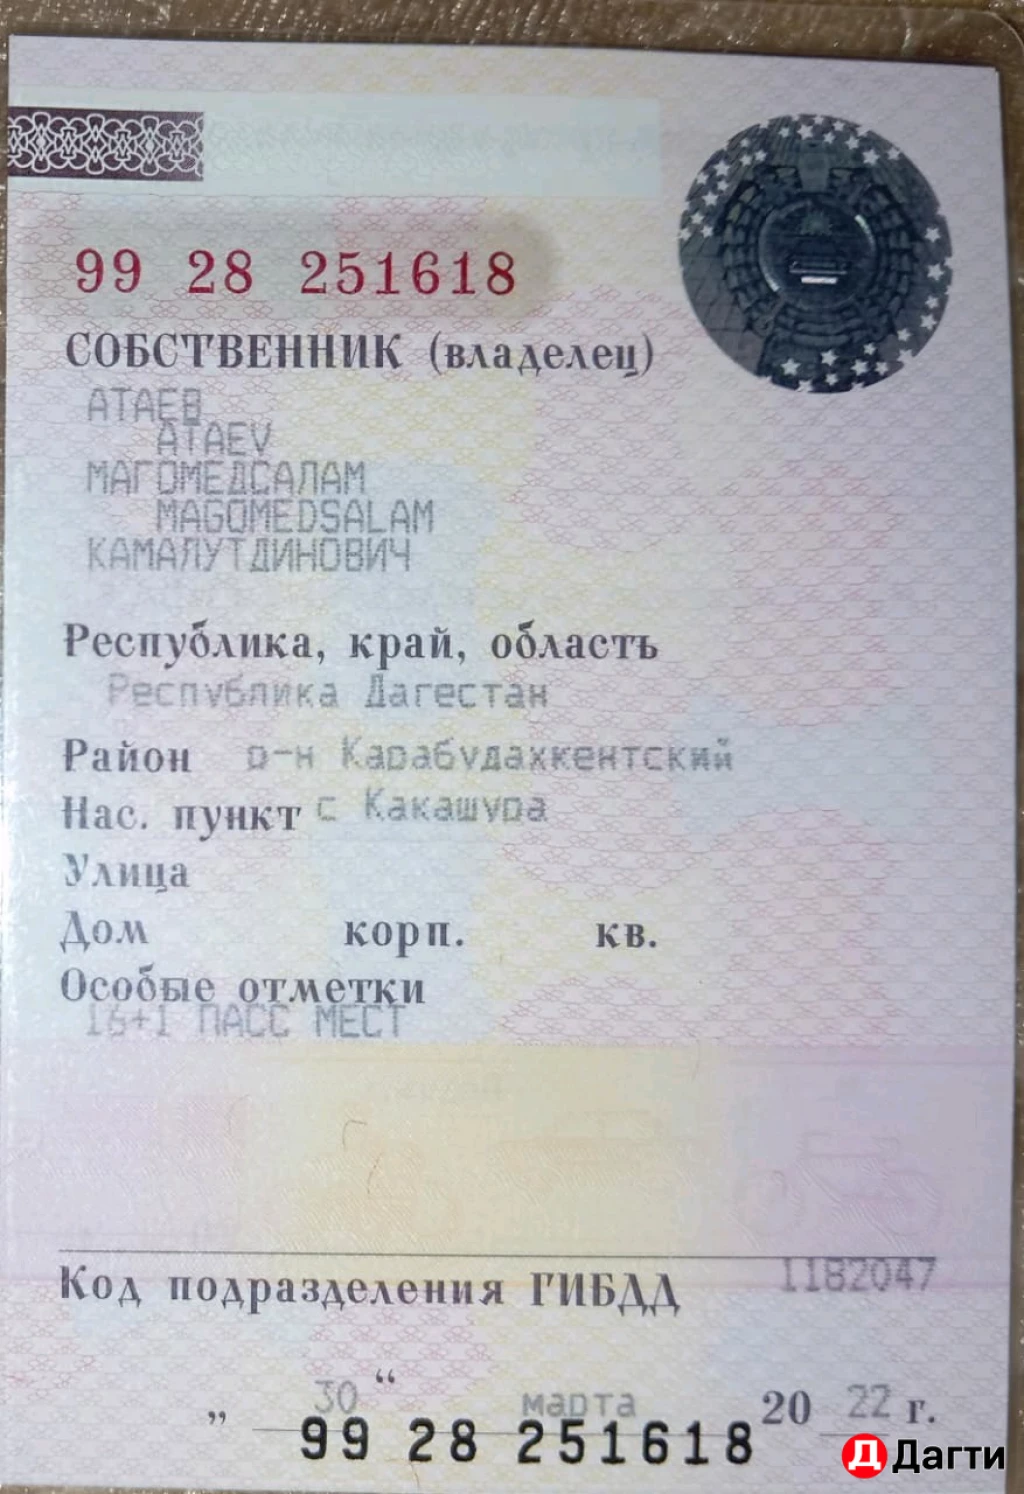 99 28 251618
СОБСТВЕННИК (владелец)
АТАЕВ
ATAEV
МАГОМЕДСАЛАМ
MAGOMEDSALAM
КАМАЛУТДИНОВИЧ
Республика, край, область
Республика Дагестан
Район р-н Карабудахкентский
Нас. пункт с Какашура
Улица
Дом корп. кв.
Особые отметки
16+1 ПАСС МЕСТ
Код подразделения ГИБДД 1182047
„ 30 “ марта 20 22 г.
99 28 251618
Д Дагти